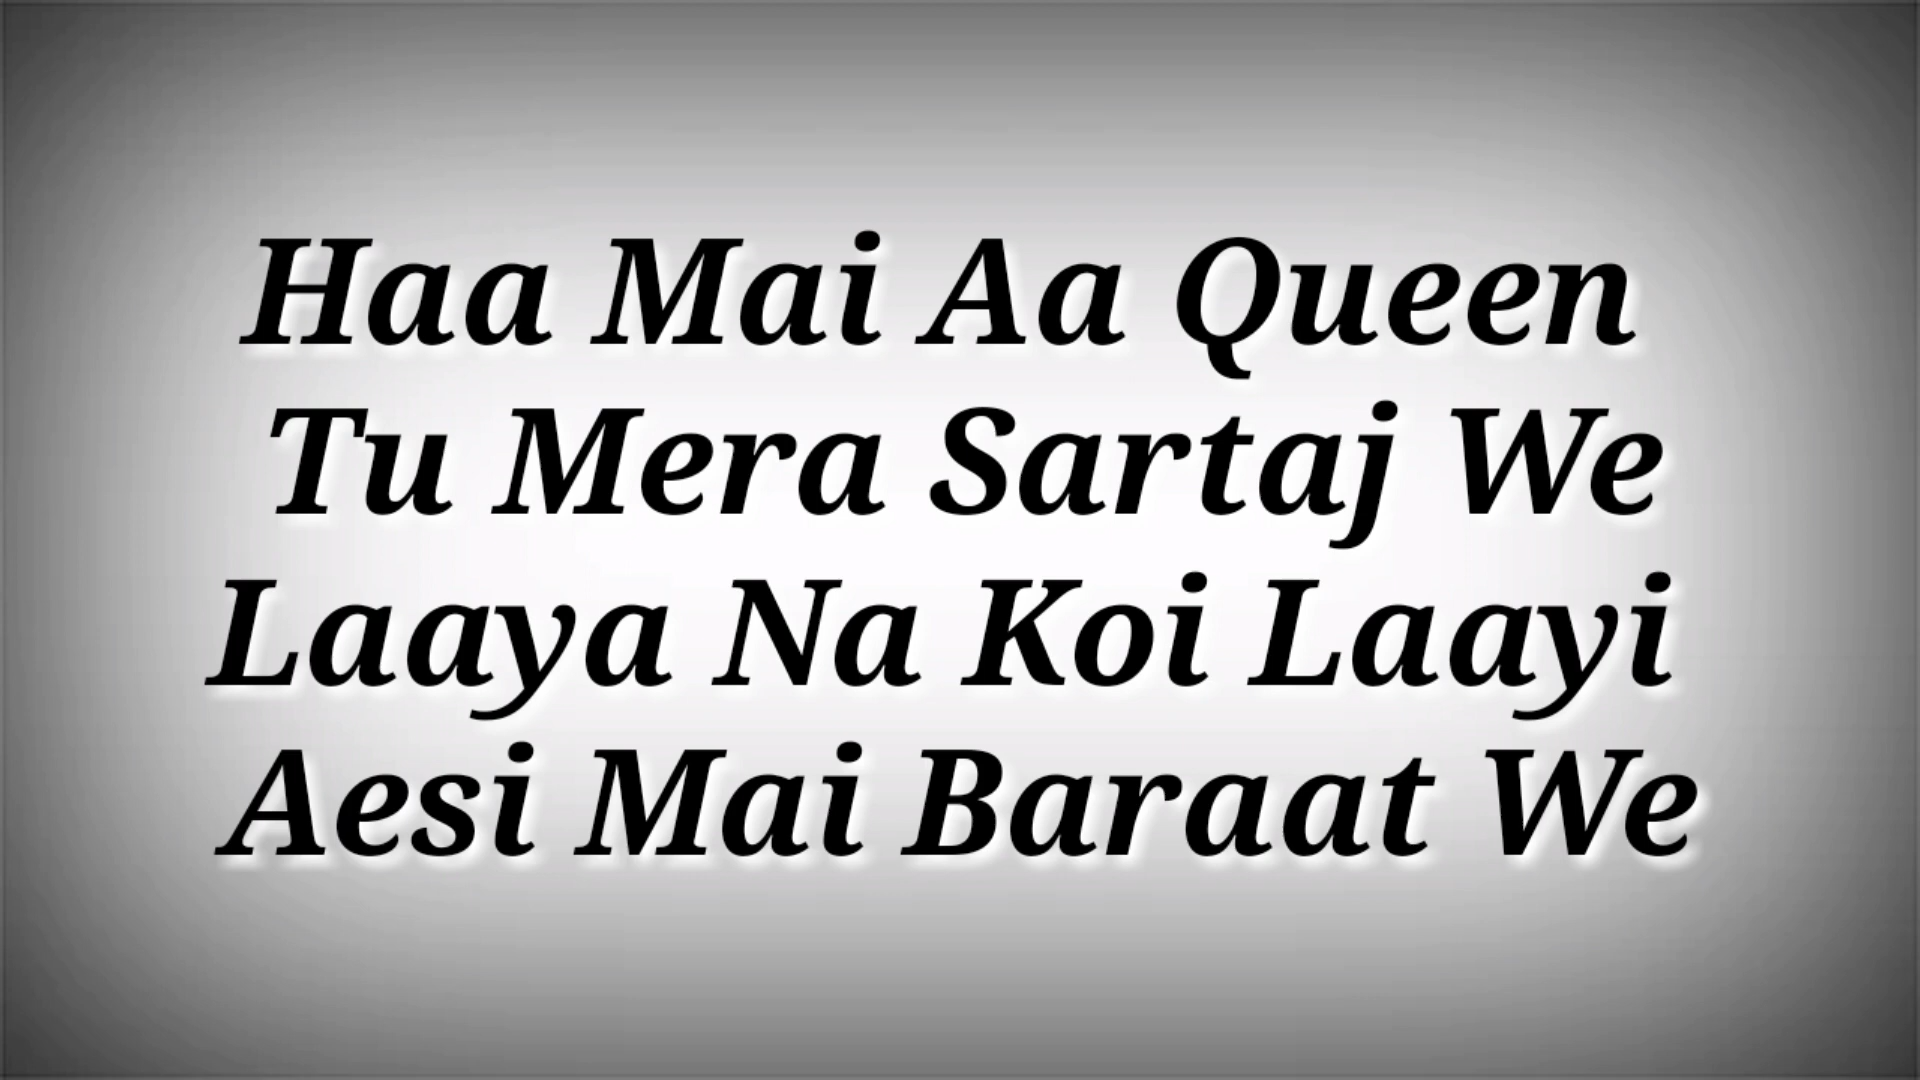 Haa Mai Aa Queen
Tu Mera Sartaj We
Laaya Na Koi Laayi
Aesi Mai Baraat We